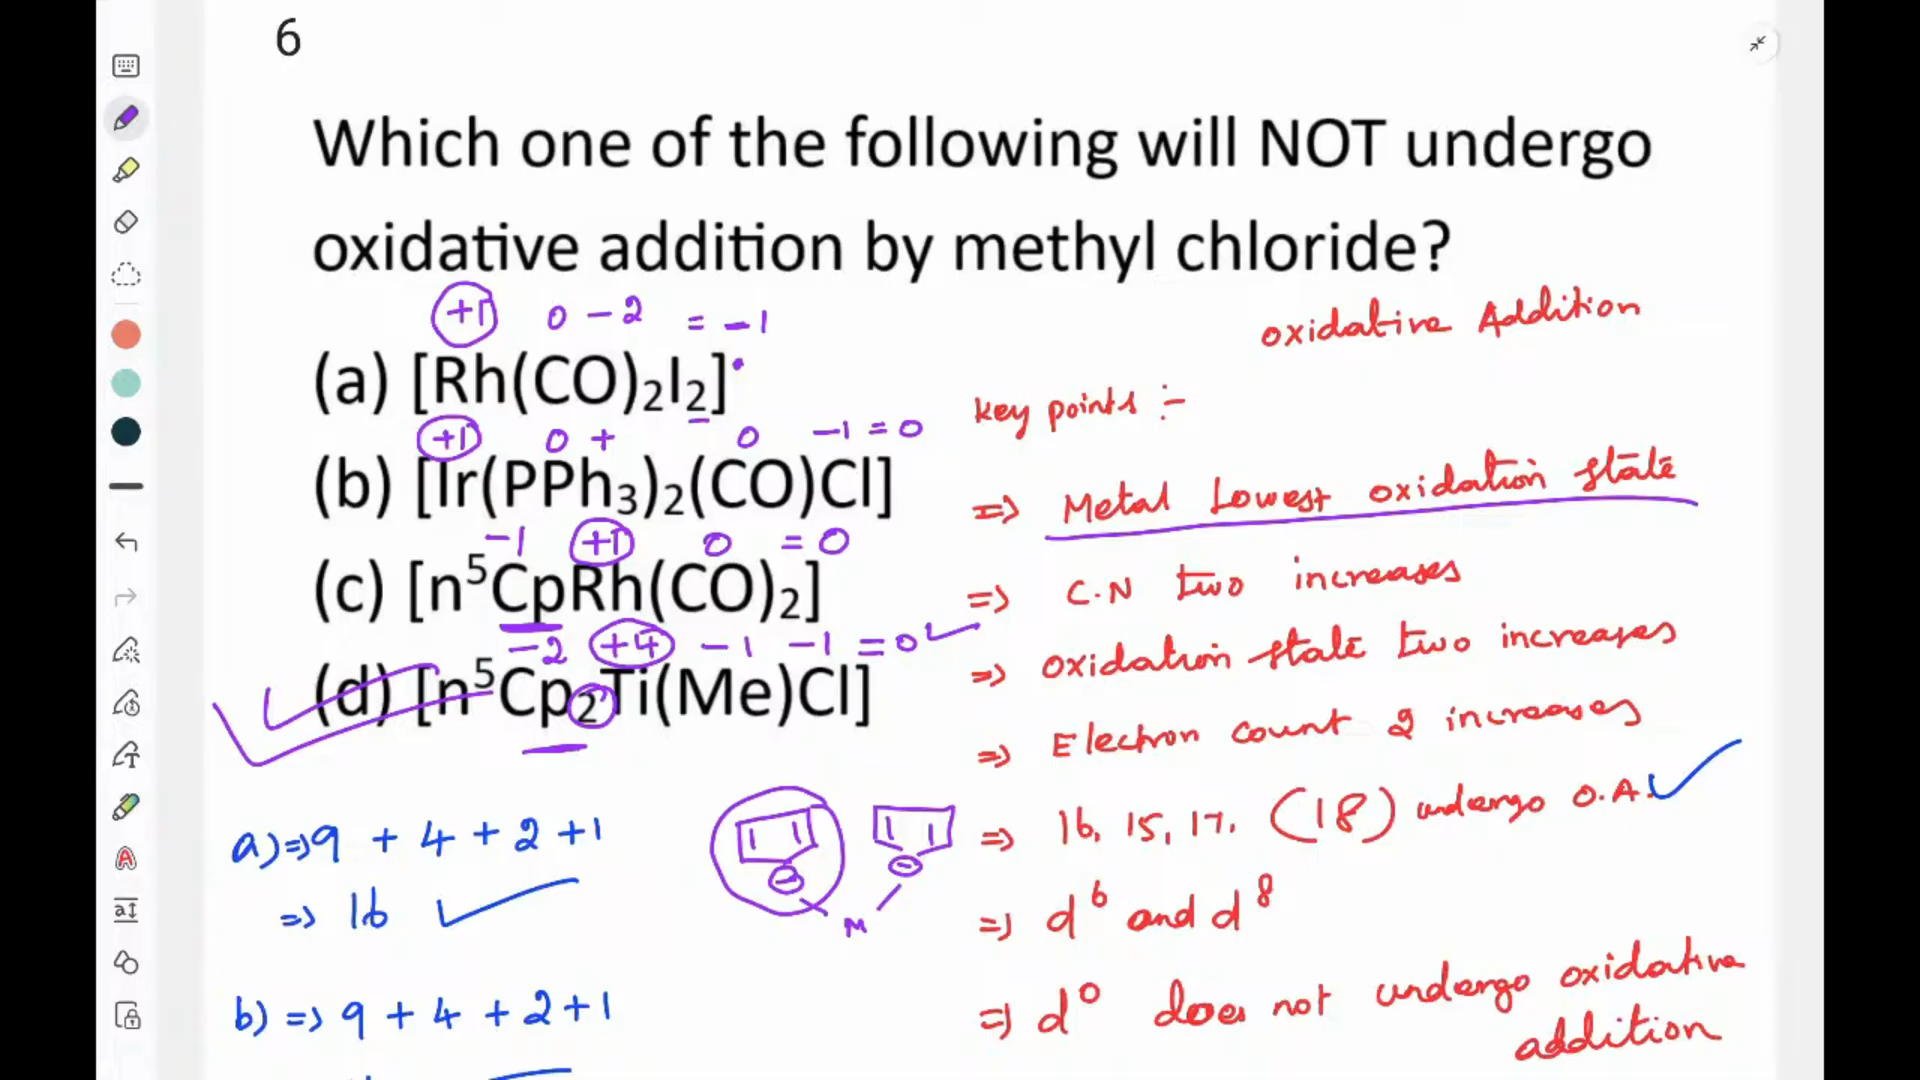 6
Which one of the following will NOT undergo
oxidative addition by methyl chloride?
+1 0 - 2 = -1
oxidative Addition
(a) [Rh(CO)₂I₂]
key points :-
+1 0 + 0 -1 = 0
(b) [Ir(PPh₃)₂(CO)Cl]
=> Metal Lowest oxidation state
-1 +1 0 = 0
(c) [n⁵CpRh(CO)₂]
=> C.N two increases
-2 +4 -1 -1 = 0
=> oxidation state two increases
(d) [n⁵Cp₂Ti(Me)Cl]
=> Electron count 2 increases
=> 16, 15, 17, (18) undergo O.A.
a) => 9 + 4 + 2 + 1
=> 16
M
=> d⁶ and d⁸
b) => 9 + 4 + 2 + 1
=> d⁰ does not undergo oxidative
addition